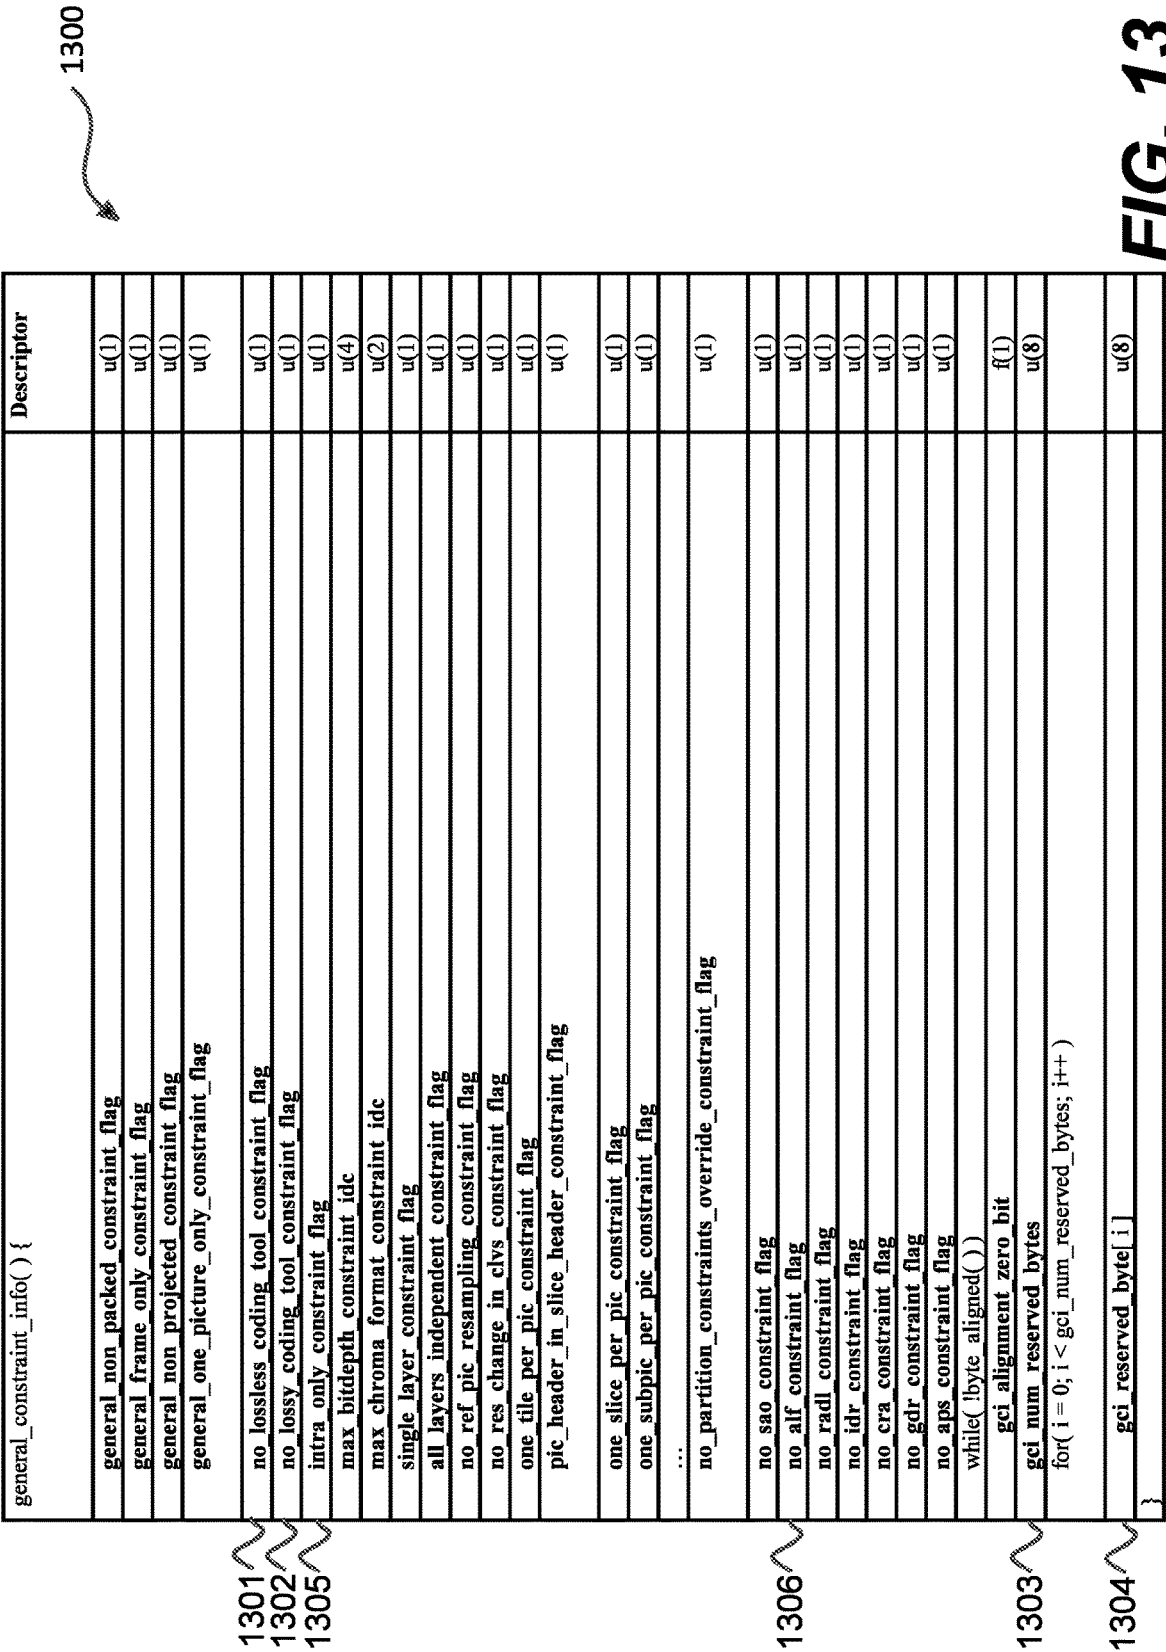 1300
general_constraint_info( ) { Descriptor
general_non_packed_constraint_flag u(1)
general_frame_only_constraint_flag u(1)
general_non_projected_constraint_flag u(1)
general_one_picture_only_constraint_flag u(1)
1301 no_lossless_coding_tool_constraint_flag u(1)
1302 no_lossy_coding_tool_constraint_flag u(1)
1305 intra_only_constraint_flag u(1)
max_bitdepth_constraint_idc u(4)
max_chroma_format_constraint_idc u(2)
single_layer_constraint_flag u(1)
all_layers_independent_constraint_flag u(1)
no_ref_pic_resampling_constraint_flag u(1)
no_res_change_in_clvs_constraint_flag u(1)
one_tile_per_pic_constraint_flag u(1)
pic_header_in_slice_header_constraint_flag u(1)
one_slice_per_pic_constraint_flag u(1)
one_subpic_per_pic_constraint_flag u(1)
…
no_partition_constraints_override_constraint_flag u(1)
no_sao_constraint_flag u(1)
1306 no_alf_constraint_flag u(1)
no_radl_constraint_flag u(1)
no_idr_constraint_flag u(1)
no_cra_constraint_flag u(1)
no_gdr_constraint_flag u(1)
no_aps_constraint_flag u(1)
while( !byte_aligned( ) )
gci_alignment_zero_bit f(1)
1303 gci_num_reserved_bytes u(8)
for( i = 0; i < gci_num_reserved_bytes; i++ )
1304 gci_reserved_byte[ i ] u(8)
}
FIG. 13